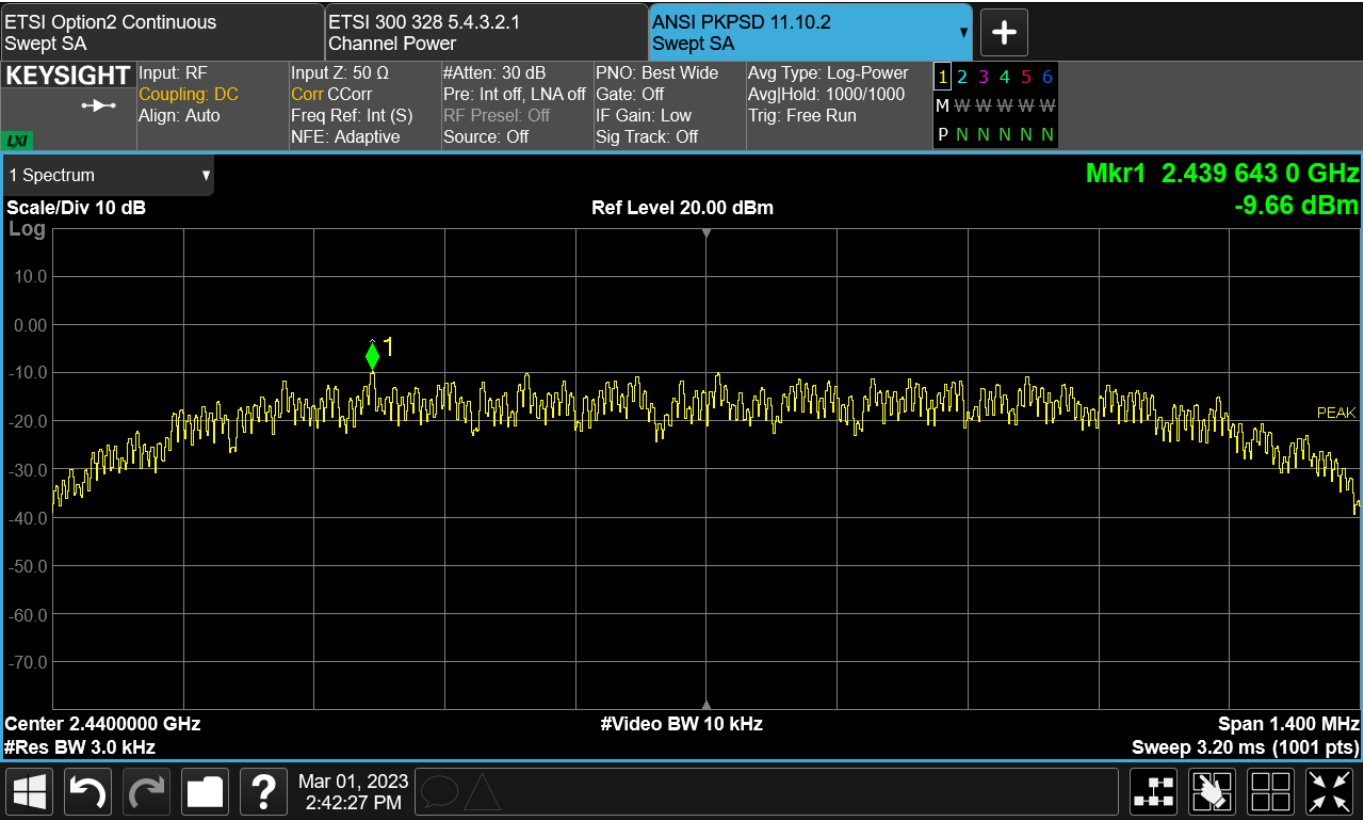 ETSI Option2 Continuous
Swept SA
ETSI 300 328 5.4.3.2.1
Channel Power
ANSI PKPSD 11.10.2
Swept SA
KEYSIGHT
LXI
Input: RF
Coupling: DC
Align: Auto
Input Z: 50 Ω
Corr CCorr
Freq Ref: Int (S)
NFE: Adaptive
#Atten: 30 dB
Pre: Int off, LNA off
RF Presel: Off
Source: Off
PNO: Best Wide
Gate: Off
IF Gain: Low
Sig Track: Off
Avg Type: Log-Power
Avg|Hold: 1000/1000
Trig: Free Run
1 2 3 4 5 6
M W W W W W
P N N N N N
1 Spectrum
Mkr1 2.439 643 0 GHz
-9.66 dBm
Scale/Div 10 dB
Ref Level 20.00 dBm
Log
10.0
0.00
-10.0
-20.0
-30.0
-40.0
-50.0
-60.0
-70.0
1
PEAK
Center 2.4400000 GHz
#Video BW 10 kHz
Span 1.400 MHz
#Res BW 3.0 kHz
Sweep 3.20 ms (1001 pts)
?
Mar 01, 2023
2:42:27 PM